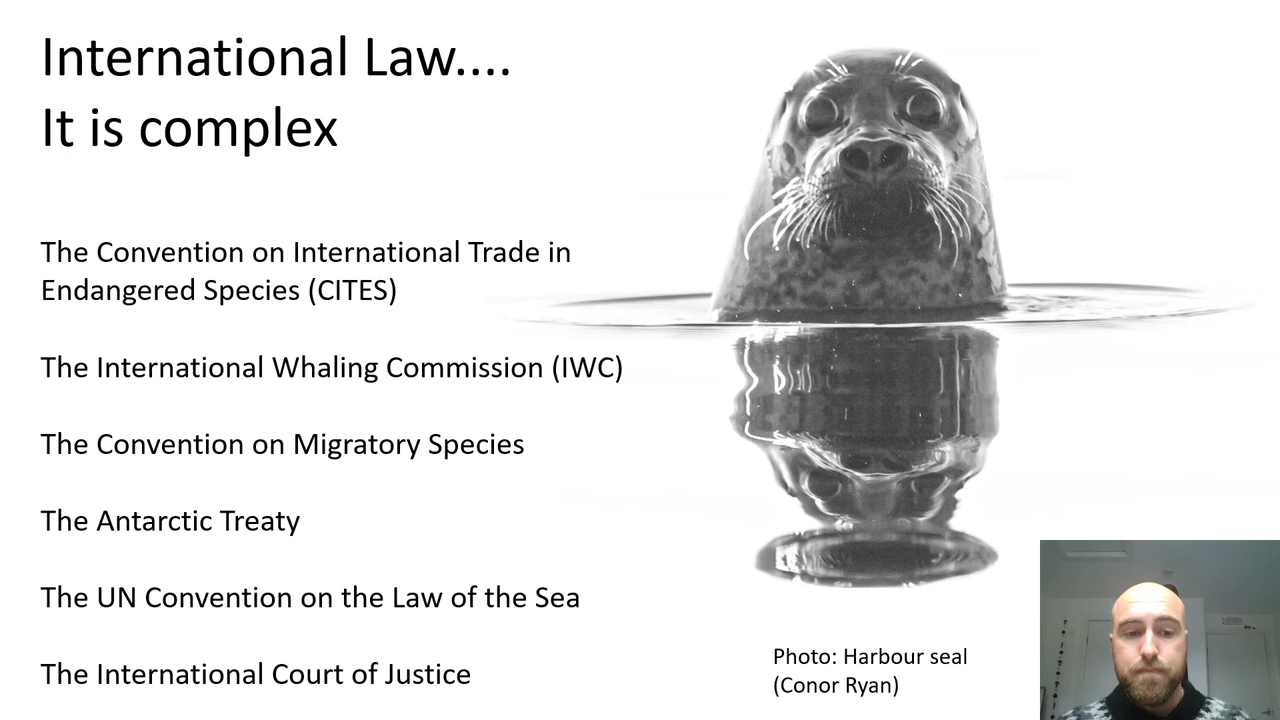 International Law....
It is complex
The Convention on International Trade in
Endangered Species (CITES)
The International Whaling Commission (IWC)
The Convention on Migratory Species
The Antarctic Treaty
The UN Convention on the Law of the Sea
The International Court of Justice
Photo: Harbour seal
(Conor Ryan)